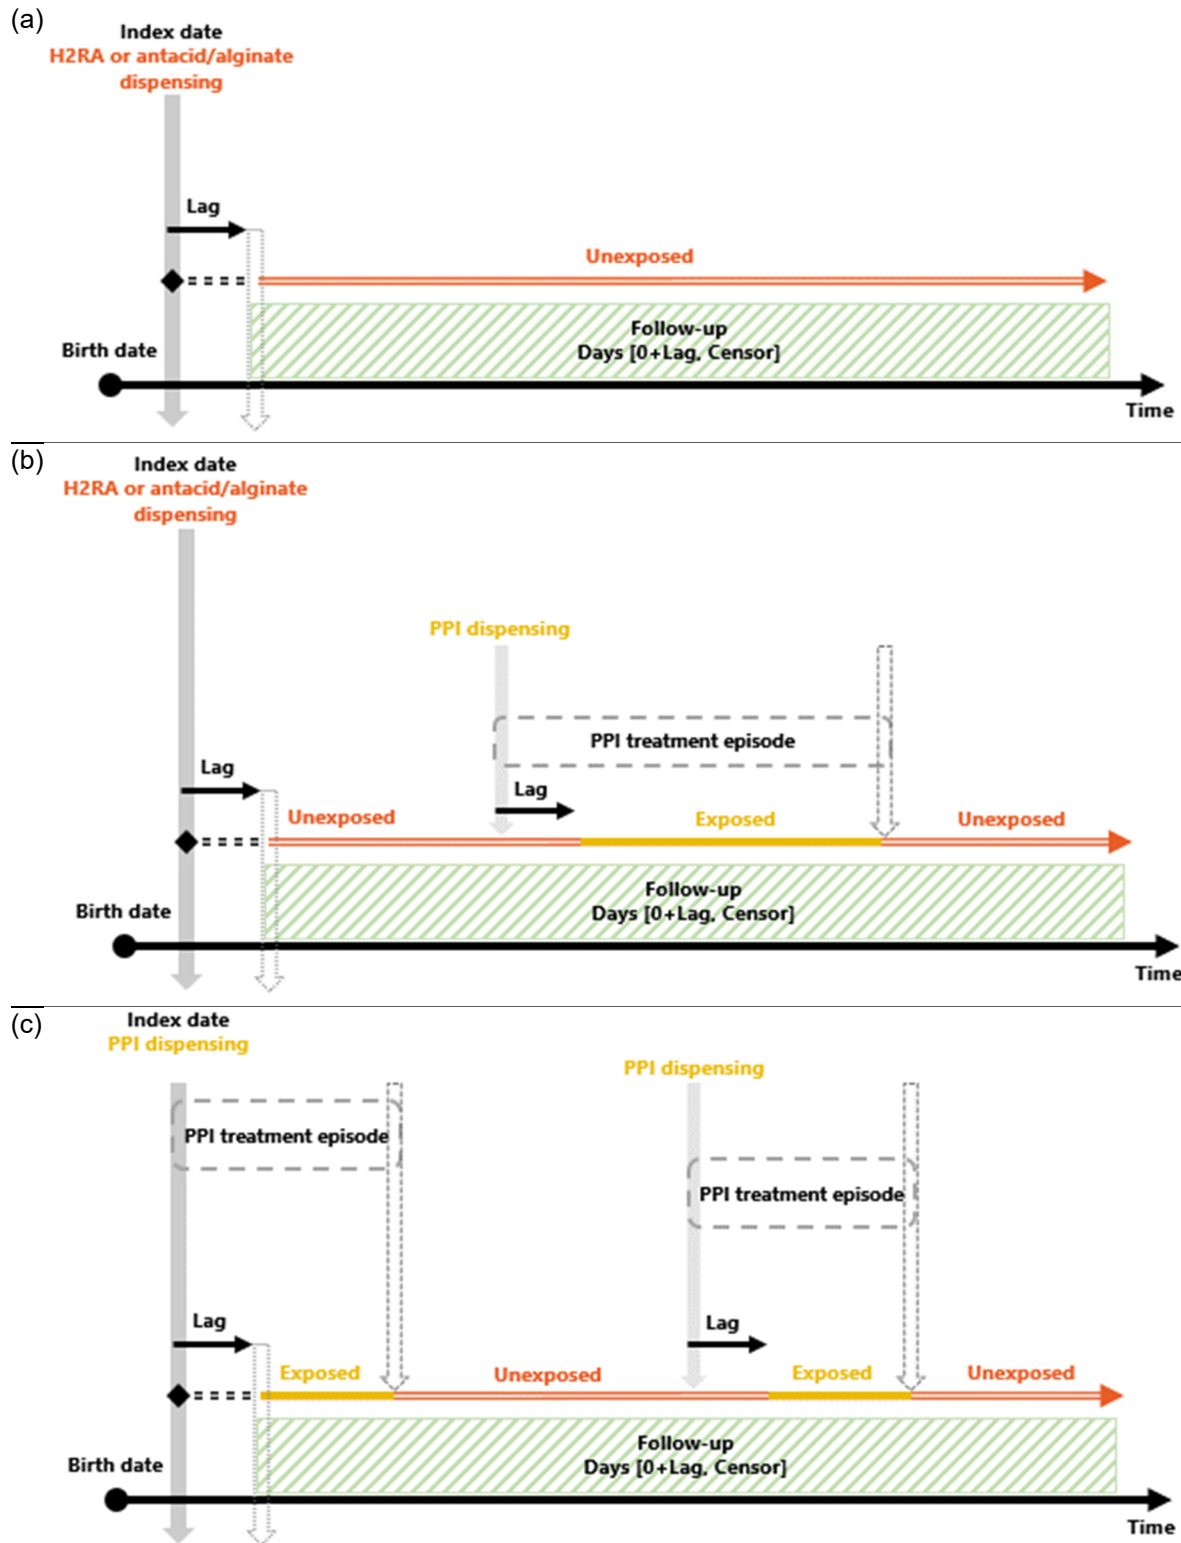 (a)
Index date
H2RA or antacid/alginate
dispensing
Lag
Unexposed
Follow-up
Days [0+Lag, Censor]
Birth date
Time
(b)
Index date
H2RA or antacid/alginate
dispensing
PPI dispensing
PPI treatment episode
Lag
Lag
Unexposed
Exposed
Unexposed
Follow-up
Days [0+Lag, Censor]
Birth date
Time
(c)
Index date
PPI dispensing
PPI dispensing
PPI treatment episode
PPI treatment episode
Lag
Lag
Exposed
Unexposed
Exposed
Unexposed
Follow-up
Days [0+Lag, Censor]
Birth date
Time